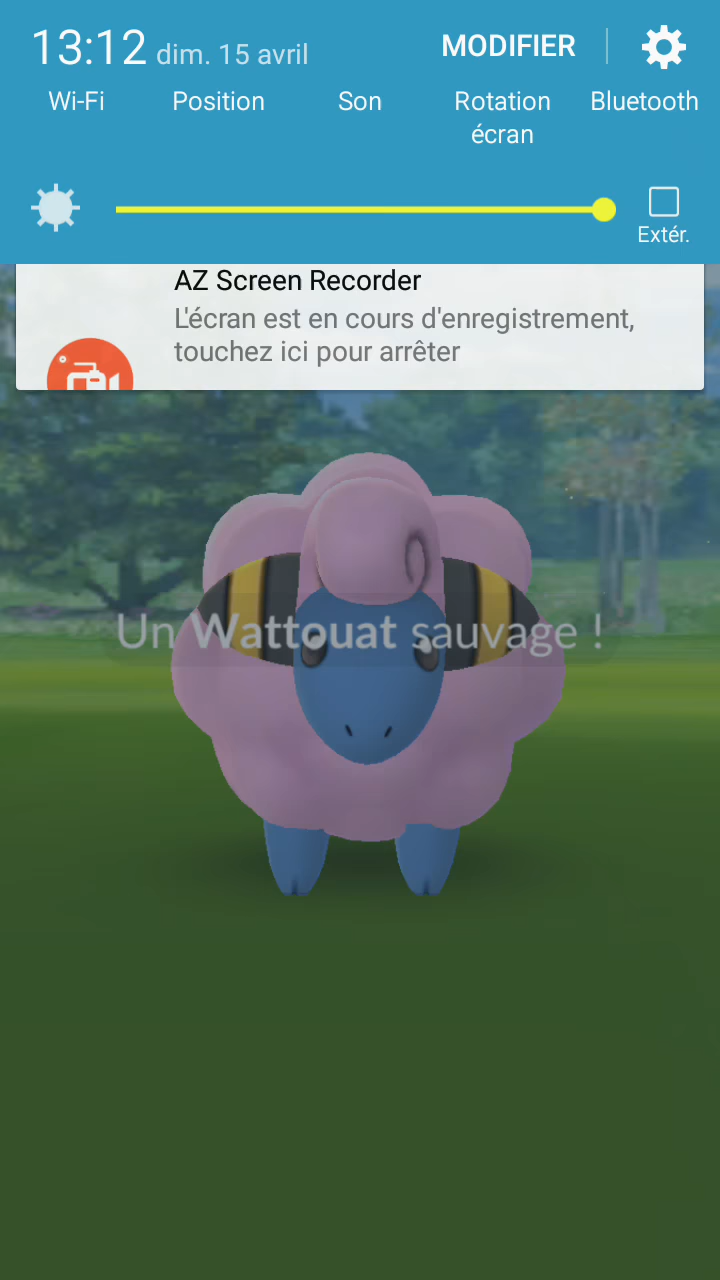 13:12 dim. 15 avril MODIFIER
Wi-Fi Position Son Rotation écran Bluetooth
Extér.
AZ Screen Recorder
L'écran est en cours d'enregistrement,
touchez ici pour arrêter
Un Wattouat sauvage !